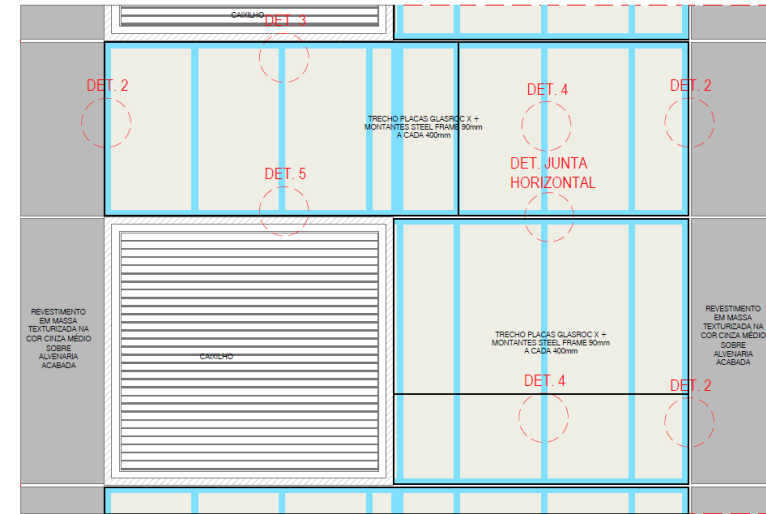 CAIXILHO
DET. 3
DET. 2
DET. 4
DET. 2
TRECHO PLACAS GLASROC X +
MONTANTES STEEL FRAME 90mm
A CADA 400mm
DET. 5
DET. JUNTA
HORIZONTAL
REVESTIMENTO
EM MASSA
TEXTURIZADA NA
COR CINZA MÉDIO
SOBRE
ALVENARIA
ACABADA
CAIXILHO
TRECHO PLACAS GLASROC X +
MONTANTES STEEL FRAME 90mm
A CADA 400mm
REVESTIMENTO
EM MASSA
TEXTURIZADA NA
COR CINZA MÉDIO
SOBRE
ALVENARIA
ACABADA
DET. 4
DET. 2